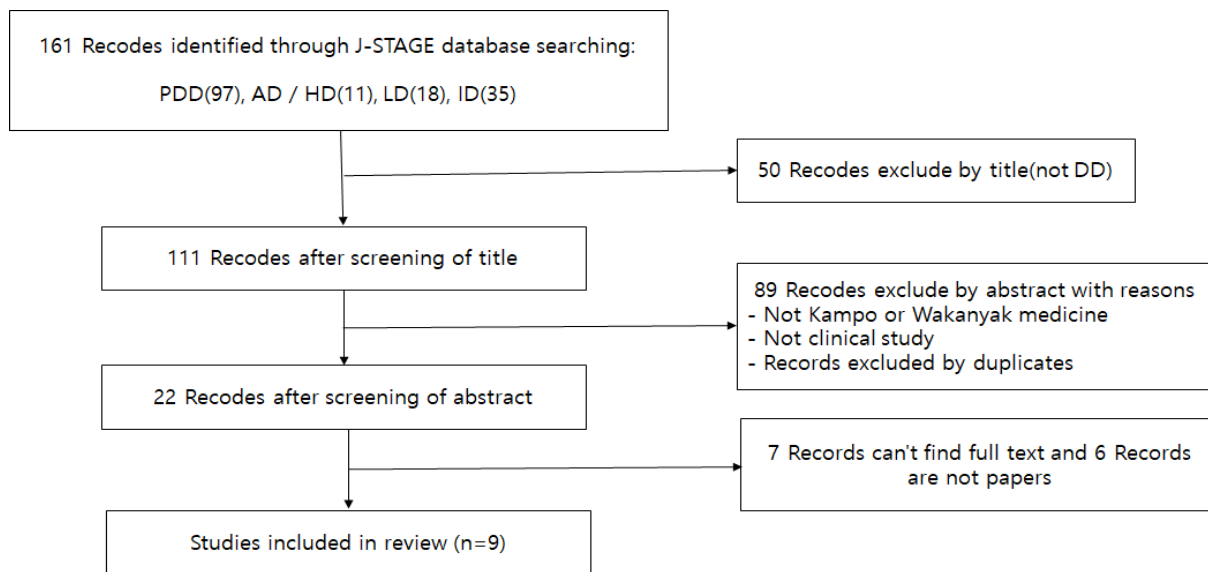 161 Recodes identified through J-STAGE database searching:
PDD(97), AD / HD(11), LD(18), ID(35)
50 Recodes exclude by title(not DD)
111 Recodes after screening of title
89 Recodes exclude by abstract with reasons
- Not Kampo or Wakanyak medicine
- Not clinical study
- Records excluded by duplicates
22 Recodes after screening of abstract
7 Records can't find full text and 6 Records
are not papers
Studies included in review (n=9)